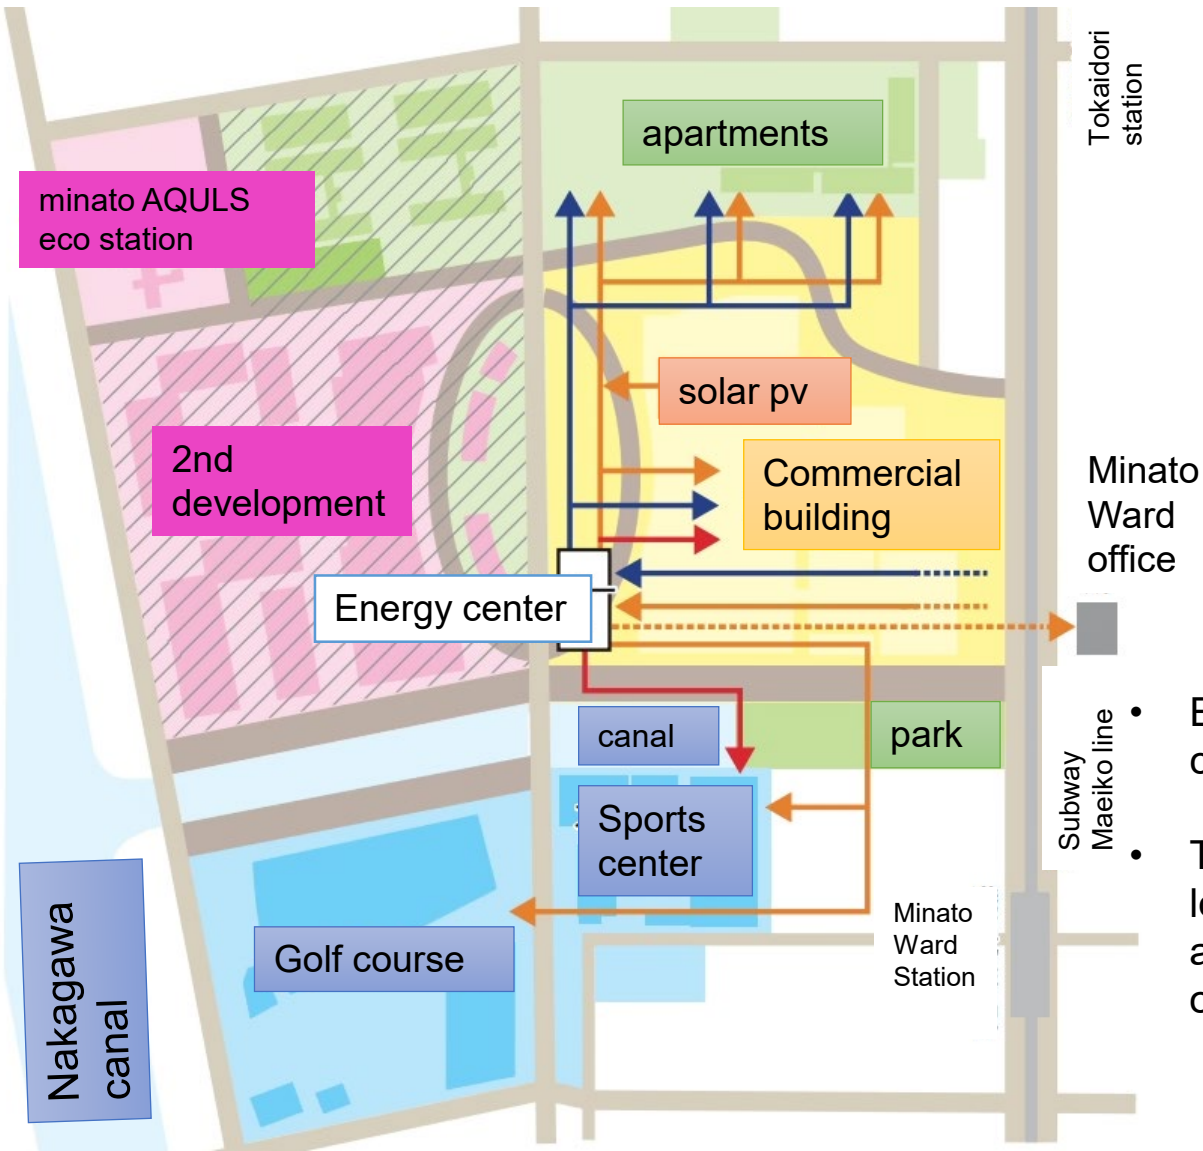 Tokaidori
station
apartments
minato AQULS
eco station
solar pv
2nd
development
Commercial
building
Minato
Ward
office
Energy center
canal
park
Subway
Maeiko line
Sports
center
Minato
Ward
Station
Golf course
Nakagawa
canal